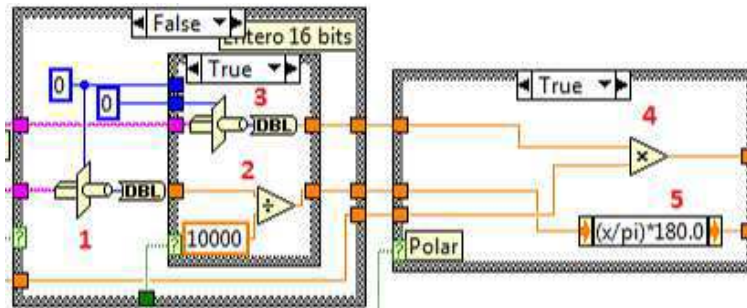 False
Entero 16 bits
True
True
0
0
3
DBL
4
×
2
1
DBL
÷
10000
5
(x/pi)*180.0
?
?
?
Polar